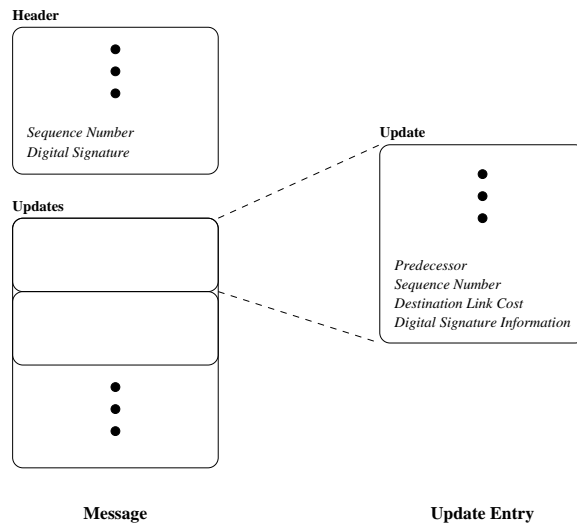 Header
Sequence Number
Digital Signature
Updates
Message
Update
Predecessor
Sequence Number
Destination Link Cost
Digital Signature Information
Update Entry